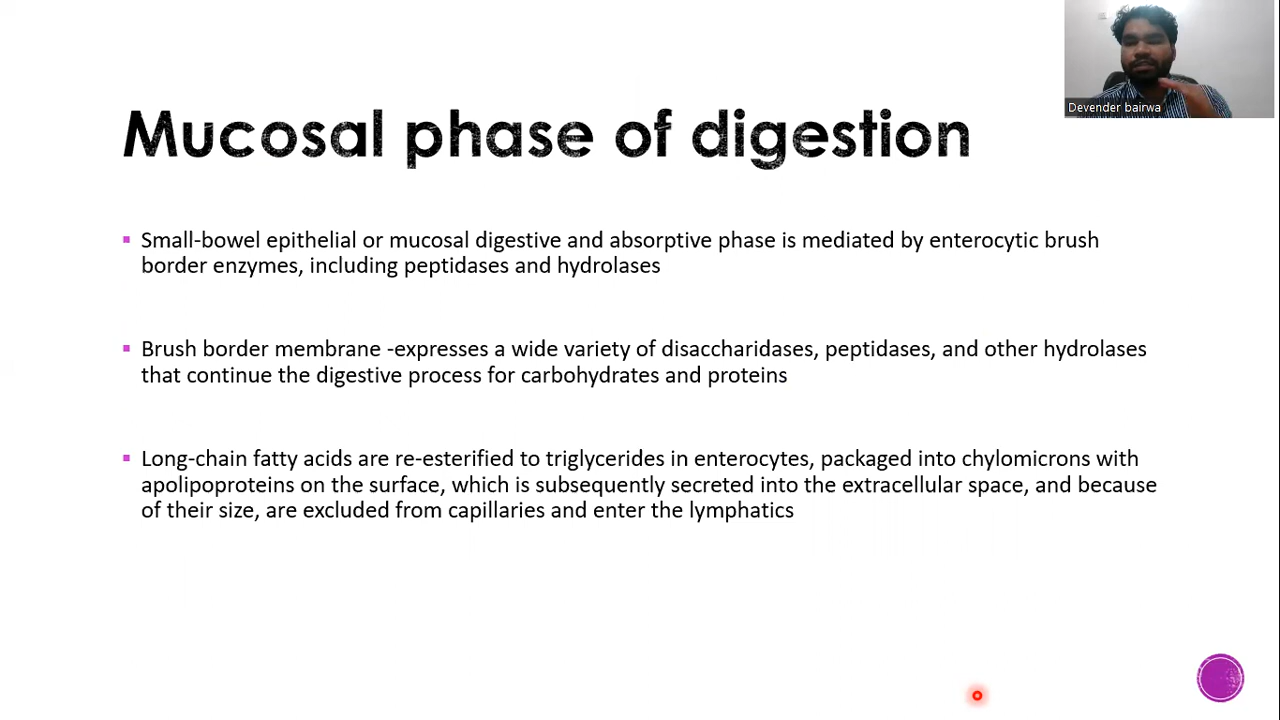 Devender bairwa
Mucosal phase of digestion
Small-bowel epithelial or mucosal digestive and absorptive phase is mediated by enterocytic brush
border enzymes, including peptidases and hydrolases
Brush border membrane -expresses a wide variety of disaccharidases, peptidases, and other hydrolases
that continue the digestive process for carbohydrates and proteins
Long-chain fatty acids are re-esterified to triglycerides in enterocytes, packaged into chylomicrons with
apolipoproteins on the surface, which is subsequently secreted into the extracellular space, and because
of their size, are excluded from capillaries and enter the lymphatics